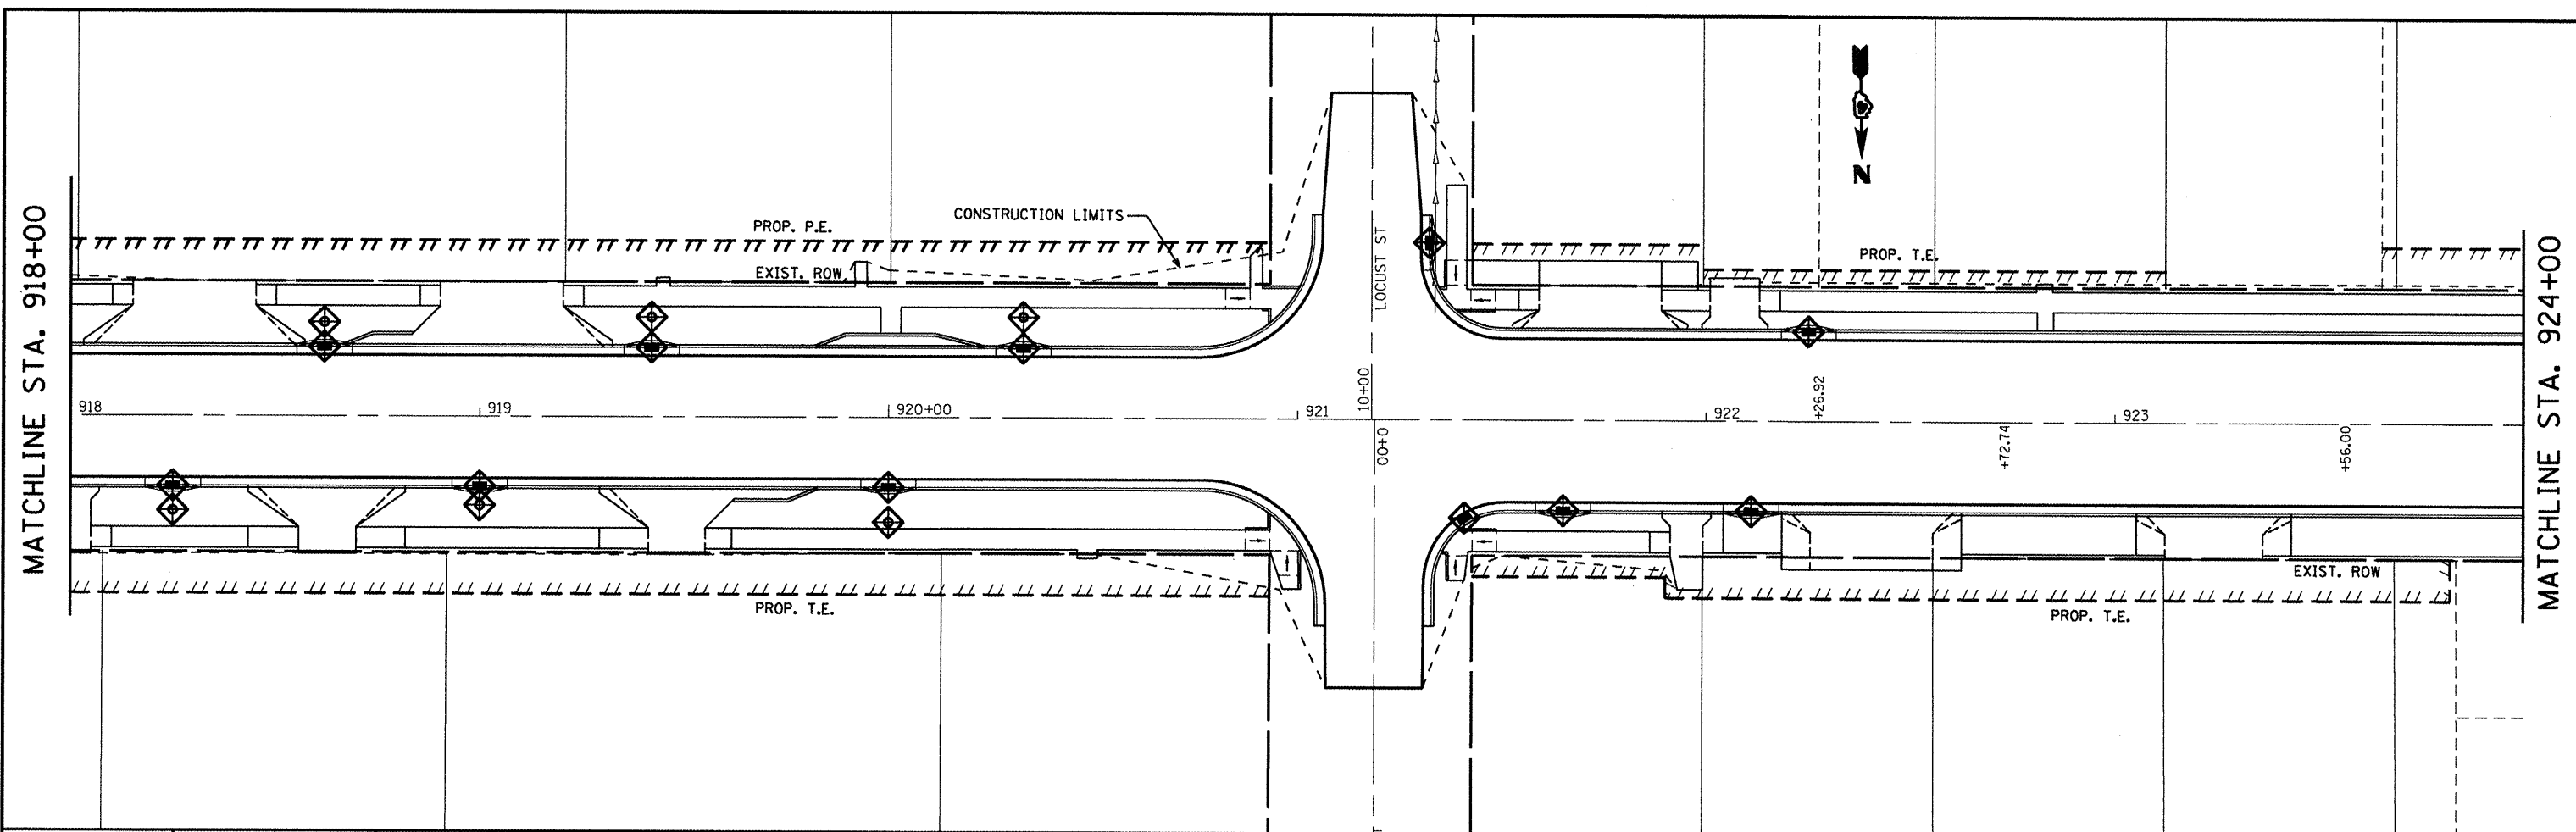 MATCHLINE STA. 918+00
PROP. P.E.
CONSTRUCTION LIMITS
EXIST. ROW
LOCUST ST
N
PROP. T.E.
MATCHLINE STA. 924+00
918
919
920+00
921
10+00
00+0
922
+26.92
923
+72.74
+56.00
EXIST. ROW
PROP. T.E.
PROP. T.E.